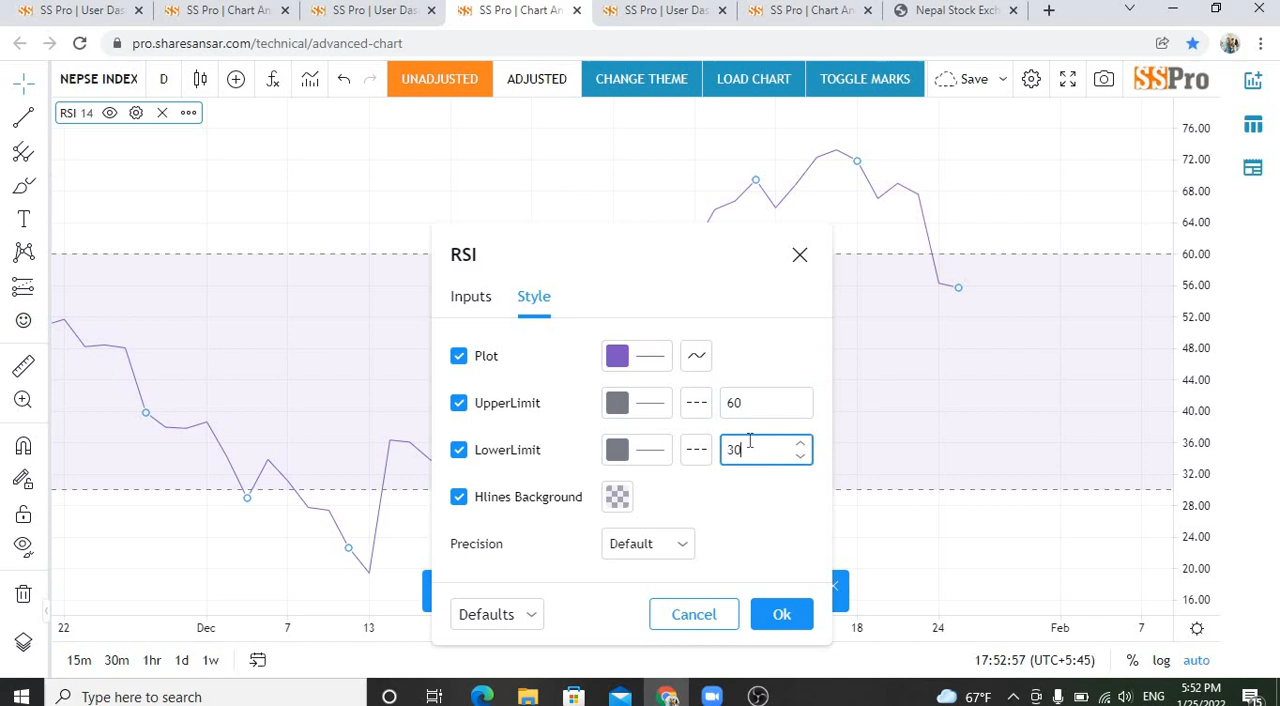 SS Pro | User Das
SS Pro | Chart An
SS Pro | User Das
SS Pro | Chart An
SS Pro | User Das
SS Pro | Chart An
Nepal Stock Exch
pro.sharesansar.com/technical/advanced-chart
NEPSE INDEX
D
UNADJUSTED
ADJUSTED
CHANGE THEME
LOAD CHART
TOGGLE MARKS
Save
SSPro
RSI 14
76.00
72.00
68.00
64.00
60.00
56.00
52.00
48.00
44.00
40.00
36.00
32.00
28.00
24.00
20.00
16.00
RSI
Inputs
Style
Plot
UpperLimit
60
LowerLimit
30
Hlines Background
Precision
Default
Defaults
Cancel
Ok
22
Dec
7
13
18
24
Feb
7
15m
30m
1hr
1d
1w
17:52:57 (UTC+5:45)
%
log
auto
Type here to search
67°F
ENG
5:52 PM
1/25/2022
15